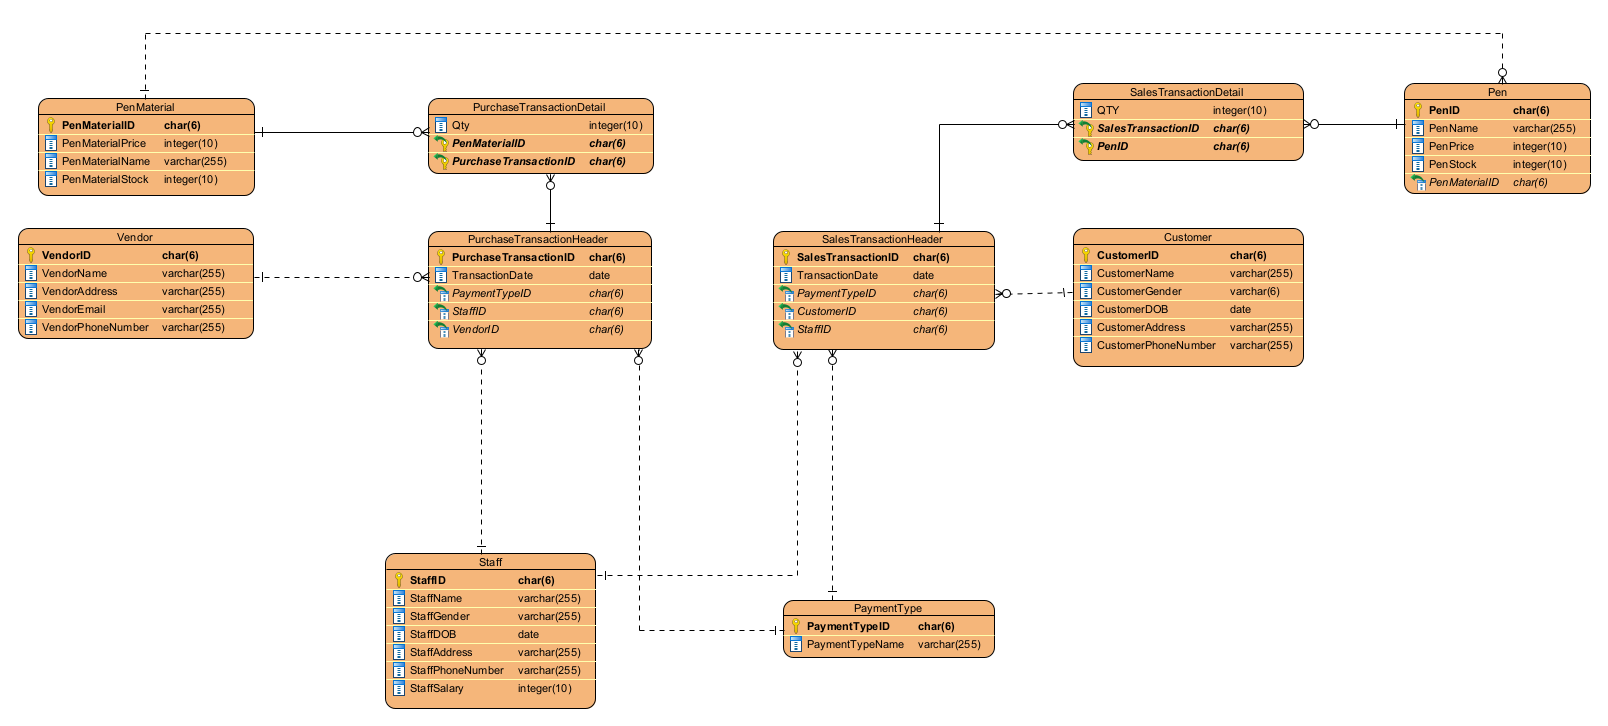 PenMaterial
PenMaterialID char(6)
PenMaterialPrice integer(10)
PenMaterialName varchar(255)
PenMaterialStock integer(10)
PurchaseTransactionDetail
Qty integer(10)
PenMaterialID char(6)
PurchaseTransactionID char(6)
SalesTransactionDetail
QTY integer(10)
SalesTransactionID char(6)
PenID char(6)
Pen
PenID char(6)
PenName varchar(255)
PenPrice integer(10)
PenStock integer(10)
PenMaterialID char(6)
Vendor
VendorID char(6)
VendorName varchar(255)
VendorAddress varchar(255)
VendorEmail varchar(255)
VendorPhoneNumber varchar(255)
PurchaseTransactionHeader
PurchaseTransactionID char(6)
TransactionDate date
PaymentTypeID char(6)
StaffID char(6)
VendorID char(6)
SalesTransactionHeader
SalesTransactionID char(6)
TransactionDate date
PaymentTypeID char(6)
CustomerID char(6)
StaffID char(6)
Customer
CustomerID char(6)
CustomerName varchar(255)
CustomerGender varchar(6)
CustomerDOB date
CustomerAddress varchar(255)
CustomerPhoneNumber varchar(255)
Staff
StaffID char(6)
StaffName varchar(255)
StaffGender varchar(255)
StaffDOB date
StaffAddress varchar(255)
StaffPhoneNumber varchar(255)
StaffSalary integer(10)
PaymentType
PaymentTypeID char(6)
PaymentTypeName varchar(255)